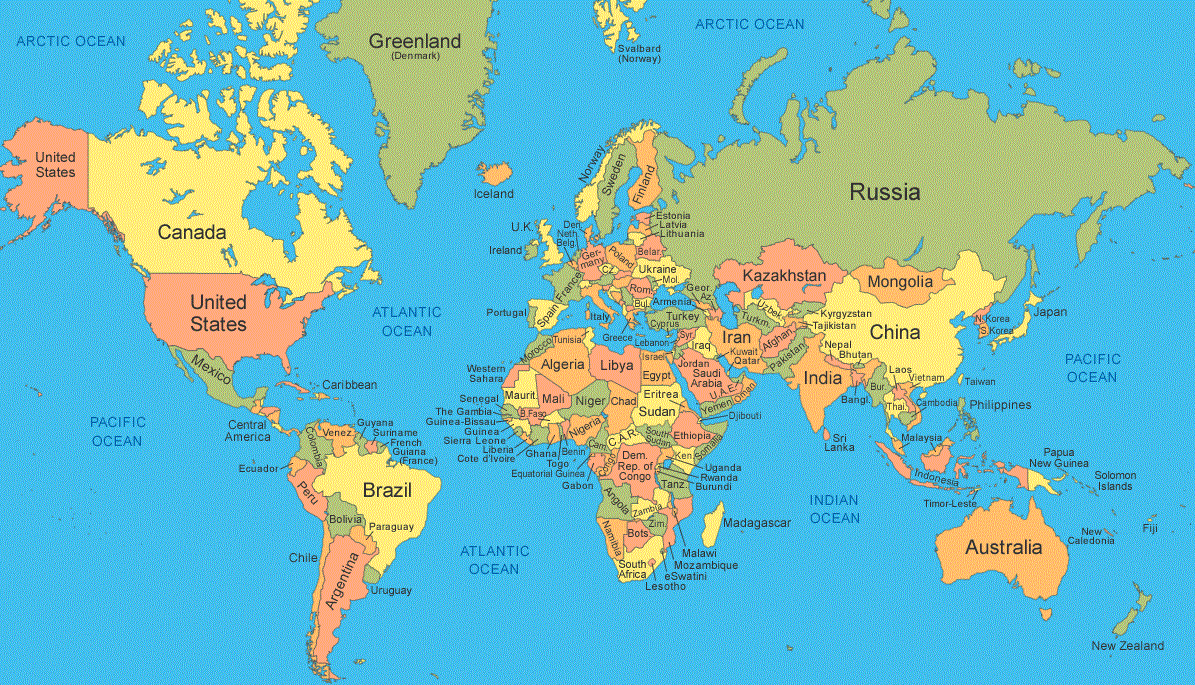 ARCTIC OCEAN
Greenland
(Denmark)
Svalbard
(Norway)
ARCTIC OCEAN
United
States
Canada
Iceland
Norway
Sweden
Finland
Russia
U.K.
Ireland
Den.
Neth.
Belg.
Estonia
Latvia
Lithuania
Belar.
Ger-
many
Poland
CZ.
Ukraine
Mol.
France
Rom.
Bul.
United
States
ATLANTIC
OCEAN
Portugal
Spain
Italy
Greece
Geor.
Armenia
Az.
Turkey
Cyprus
Lebanon
Syr.
Israel
Iraq
Jordan
Kuwait
Qatar
Iran
Kazakhstan
Uzbek.
Turkm.
Kyrgyzstan
Tajikistan
Afghan.
Pakistan
Mongolia
China
N.Korea
S.Korea
Japan
PACIFIC
OCEAN
Mexico
Caribbean
Western
Sahara
Morocco
Tunisia
Algeria
Libya
Egypt
Saudi
Arabia
U.A.E.
Oman
Yemen
Djibouti
Nepal
Bhutan
India
Bangl
Bur.
Laos
Vietnam
Thai.
Cambodia
Taiwan
Philippines
PACIFIC
OCEAN
Central
America
Senegal
The Gambia
Guinea-Bissau
Guinea
Sierra Leone
Liberia
Cote d'Ivoire
Maurit.
Mali
Niger
Chad
Eritrea
Sudan
B.Faso
Nigeria
Ghana
Togo
Benin
Equatorial Guinea
Gabon
Cam.
C.A.R.
South
Sudan
Ethiopia
Somalia
Ken.
Uganda
Rwanda
Burundi
Congo
Dem.
Rep. of
Congo
Tanz.
Guyana
Suriname
French
Guiana
(France)
Venez.
Colombia
Ecuador
Peru
Brazil
Bolivia
Paraguay
Chile
Argentina
Uruguay
ATLANTIC
OCEAN
Angola
Zambia
Namibia
Zim.
Bots
South
Africa
Malawi
Mozambique
eSwatini
Lesotho
Madagascar
Sri
Lanka
INDIAN
OCEAN
Malaysia
Indonesia
Timor-Leste
Papua
New Guinea
Solomon
Islands
Australia
New
Caledonia
Fiji
New Zealand